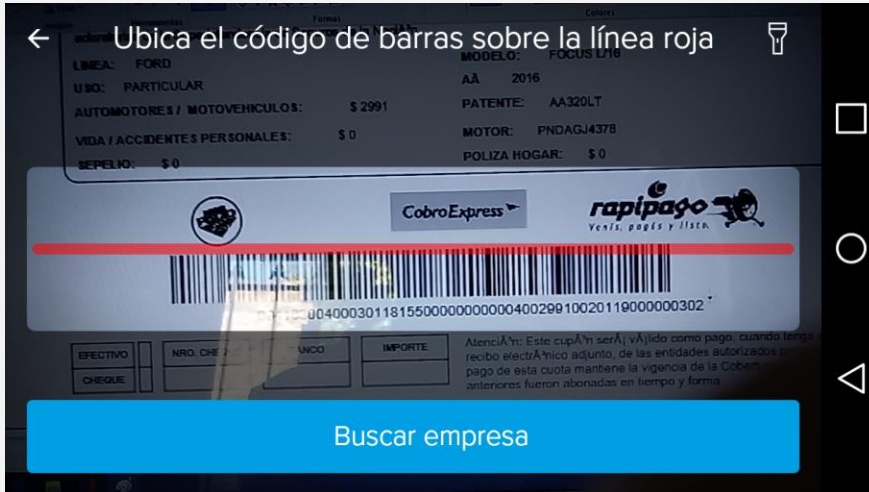 Formas
Colores
Ubica el código de barras sobre la línea roja
LINEA: FORD
MODELO: FOCUS L/16
USO: PARTICULAR
AÃ 2016
AUTOMOTORES / MOTOVEHICULOS: $ 2991
PATENTE: AA320LT
VIDA / ACCIDENTES PERSONALES: $ 0
MOTOR: PNDAGJ4378
SEPELIO: $ 0
POLIZA HOGAR: $ 0
CobroExpress
rapipago
Venís, pagás y listo.
0004000301181550000000000040029910020119000000302
EFECTIVO
NRO. CHE
ANCO
IMPORTE
CHEQUE
AtenciÃ³n: Este cupÃ³n serÃ¡ vÃ¡lido como pago, cuando tenga
recibo electrÃ³nico adjunto, de las entidades autorizadas
pago de esta cuota mantiene la vigencia de la
anteriores fueron abonadas en tiempo y forma
Buscar empresa